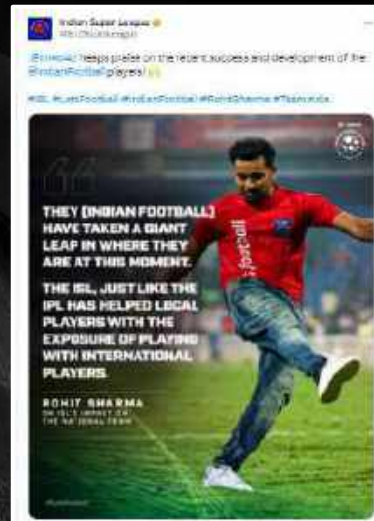 Indian Super League
heaps praise on the recent success and development of the
@IndianFootball players!
#ISL #LetsFootball #IndianFootball #RohitSharma #TeamIndia
THEY [INDIAN FOOTBALL]
HAVE TAKEN A GIANT
LEAP IN WHERE THEY
ARE AT THIS MOMENT.
THE ISL, JUST LIKE THE
IPL HAS HELPED LOCAL
PLAYERS WITH THE
EXPOSURE OF PLAYING
WITH INTERNATIONAL
PLAYERS.
ROHIT SHARMA
ON ISL'S IMPACT ON
THE NATIONAL TEAM
football